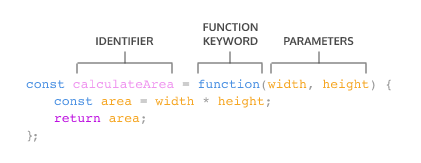 FUNCTION
IDENTIFIER KEYWORD PARAMETERS
const calculateArea = function(width, height) {
    const area = width * height;
    return area;
};